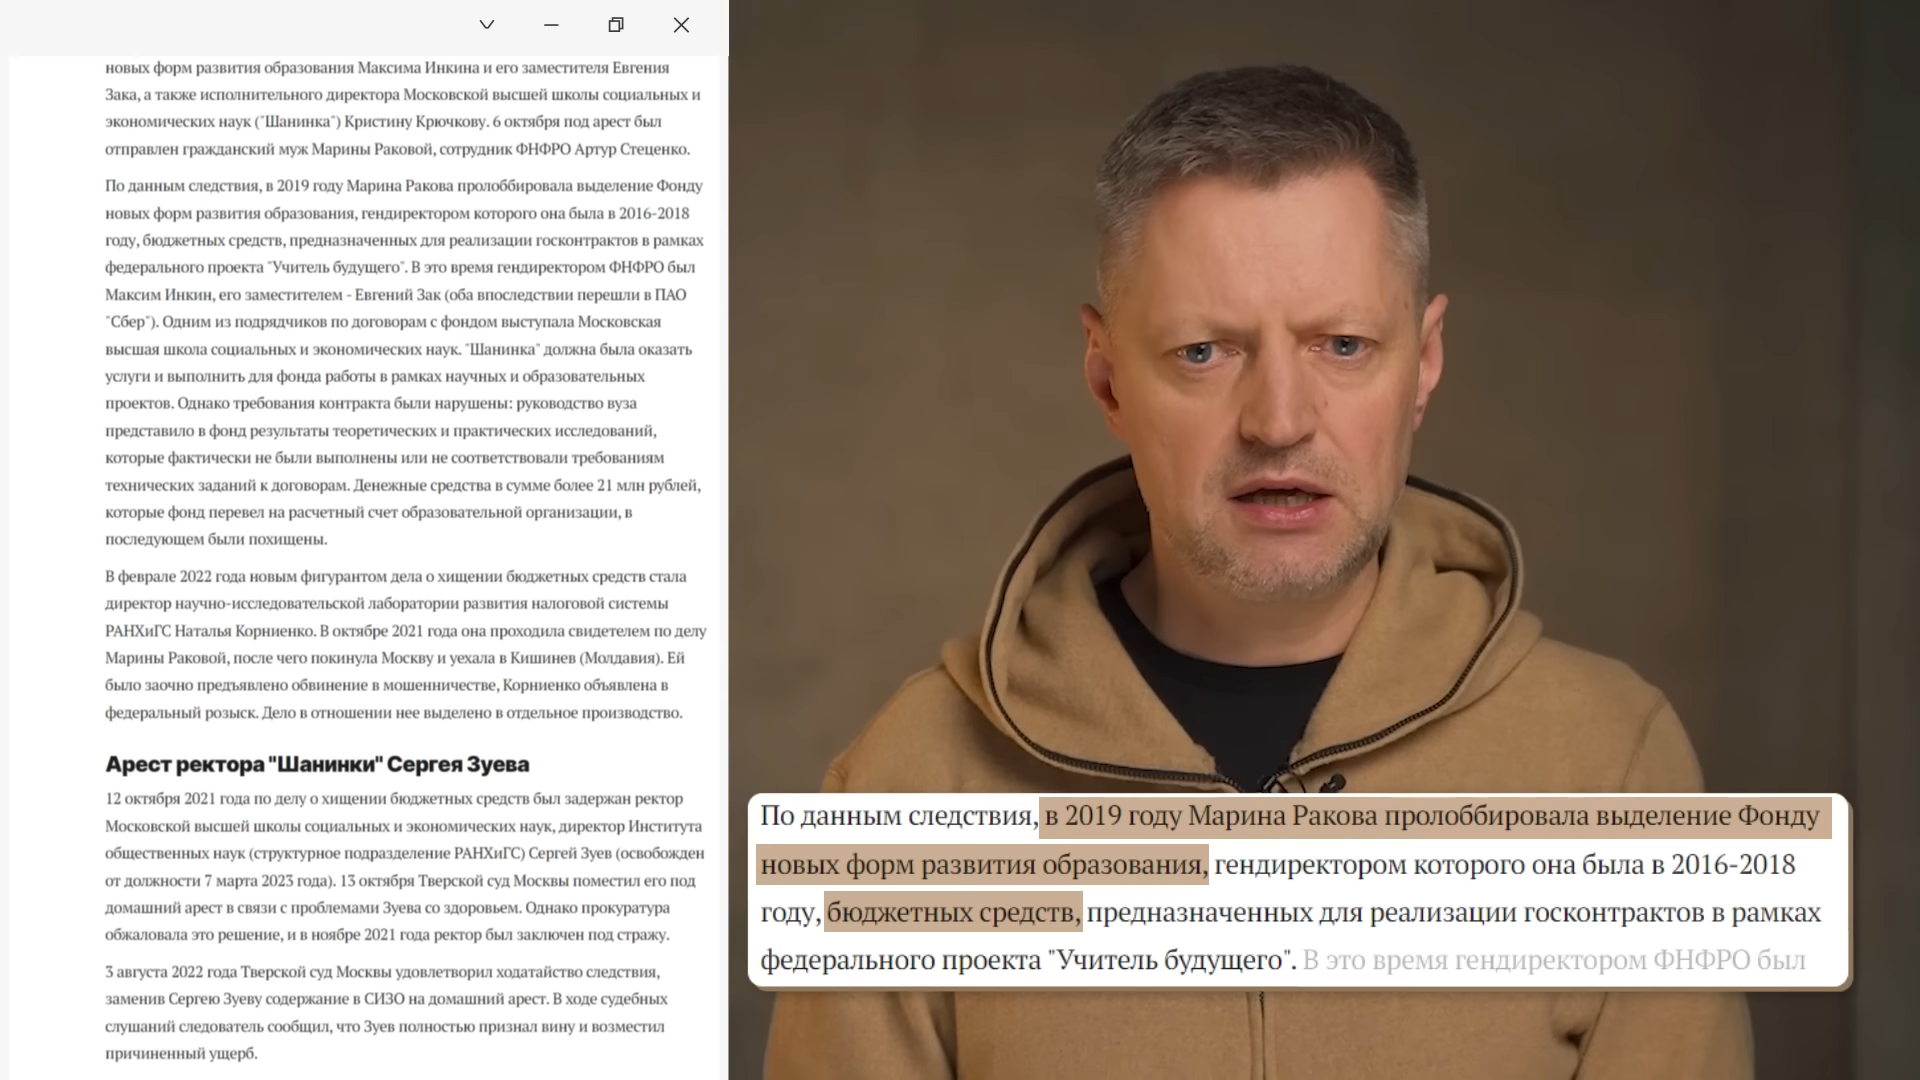 новых форм развития образования Максима Инкина и его заместителя Евгения
Зака, а также исполнительного директора Московской высшей школы социальных и
экономических наук ("Шанинка") Кристину Крючкову. 6 октября под арест был
отправлен гражданский муж Марины Раковой, сотрудник ФНФРО Артур Стеценко.
По данным следствия, в 2019 году Марина Ракова пролоббировала выделение Фонду
новых форм развития образования, гендиректором которого она была в 2016-2018
году, бюджетных средств, предназначенных для реализации госконтрактов в рамках
федерального проекта "Учитель будущего". В это время гендиректором ФНФРО был
Максим Инкин, его заместителем - Евгений Зак (оба впоследствии перешли в ПАО
"Сбер"). Одним из подрядчиков по договорам с фондом выступала Московская
высшая школа социальных и экономических наук. "Шанинка" должна была оказать
услуги и выполнить для фонда работы в рамках научных и образовательных
проектов. Однако требования контракта были нарушены: руководство вуза
представило в фонд результаты теоретических и практических исследований,
которые фактически не были выполнены или не соответствовали требованиям
технических заданий к договорам. Денежные средства в сумме более 21 млн рублей,
которые фонд перевел на расчетный счет образовательной организации, в
последующем были похищены.
В феврале 2022 года новым фигурантом дела о хищении бюджетных средств стала
директор научно-исследовательской лаборатории развития налоговой системы
РАНХиГС Наталья Корниенко. В октябре 2021 года она проходила свидетелем по делу
Марины Раковой, после чего покинула Москву и уехала в Кишинев (Молдавия). Ей
было заочно предъявлено обвинение в мошенничестве, Корниенко объявлена в
федеральный розыск. Дело в отношении нее выделено в отдельное производство.
Арест ректора "Шанинки" Сергея Зуева
12 октября 2021 года по делу о хищении бюджетных средств был задержан ректор
Московской высшей школы социальных и экономических наук, директор Института
общественных наук (структурное подразделение РАНХиГС) Сергей Зуев (освобожден
от должности 7 марта 2023 года). 13 октября Тверской суд Москвы поместил его под
домашний арест в связи с проблемами Зуева со здоровьем. Однако прокуратура
обжаловала это решение, и в ноябре 2021 года ректор был заключен под стражу.
3 августа 2022 года Тверской суд Москвы удовлетворил ходатайство следствия,
заменив Сергею Зуеву содержание в СИЗО на домашний арест. В ходе судебных
слушаний следователь сообщил, что Зуев полностью признал вину и возместил
причиненный ущерб.
По данным следствия, в 2019 году Марина Ракова пролоббировала выделение Фонду
новых форм развития образования, гендиректором которого она была в 2016-2018
году, бюджетных средств, предназначенных для реализации госконтрактов в рамках
федерального проекта "Учитель будущего". В это время гендиректором ФНФРО был